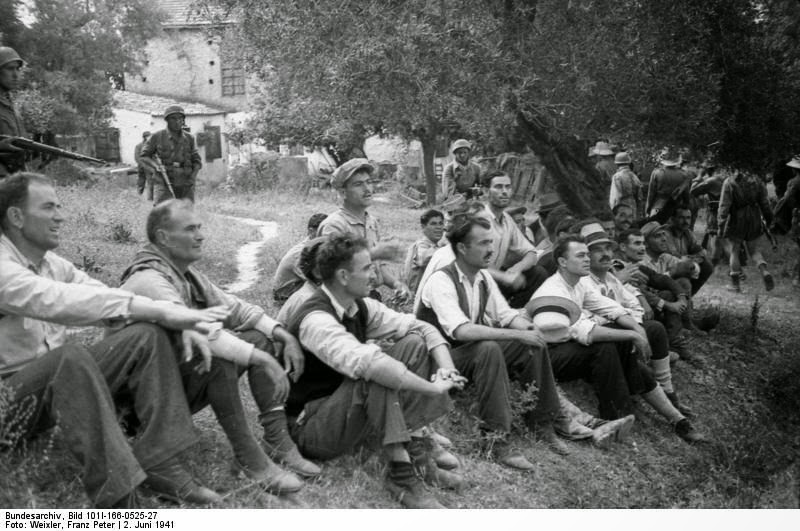 Bundesarchiv, Bild 101I-166-0525-27
Foto: Weixler, Franz Peter | 2. Juni 1941